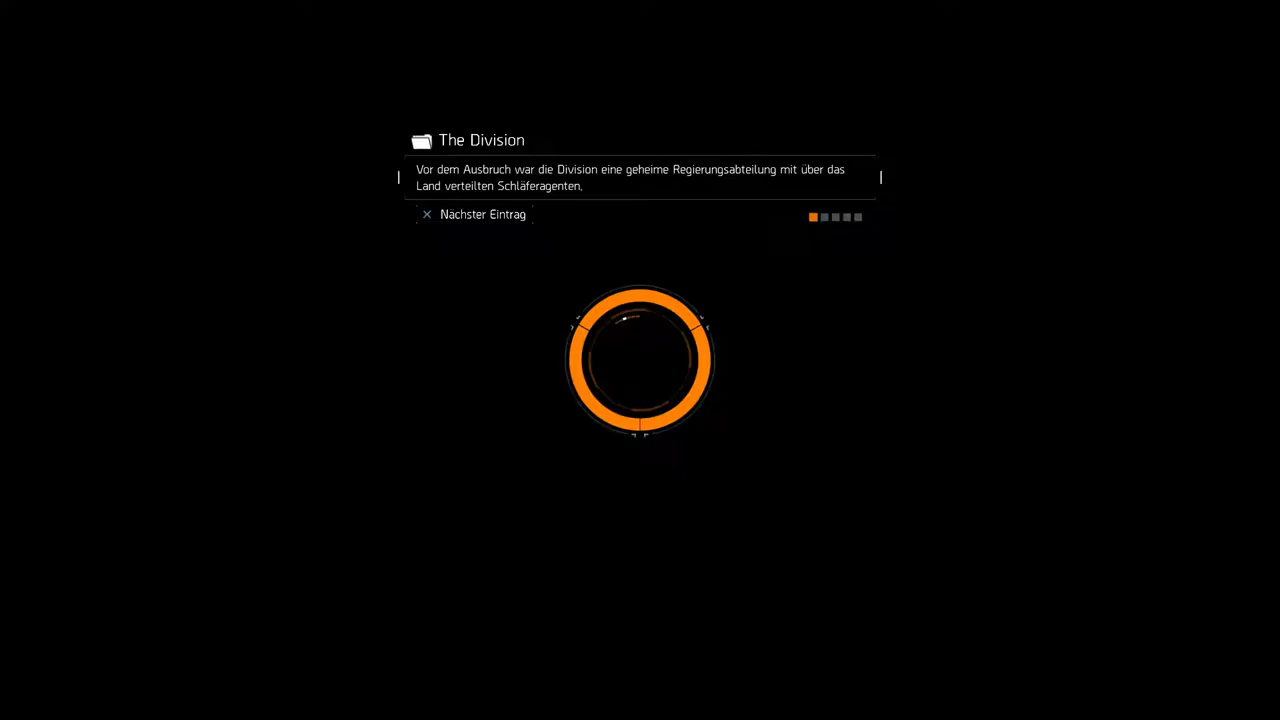 The Division
Vor dem Ausbruch war die Division eine geheime Regierungsabteilung mit über das
Land verteilten Schläferagenten.
Nächster Eintrag